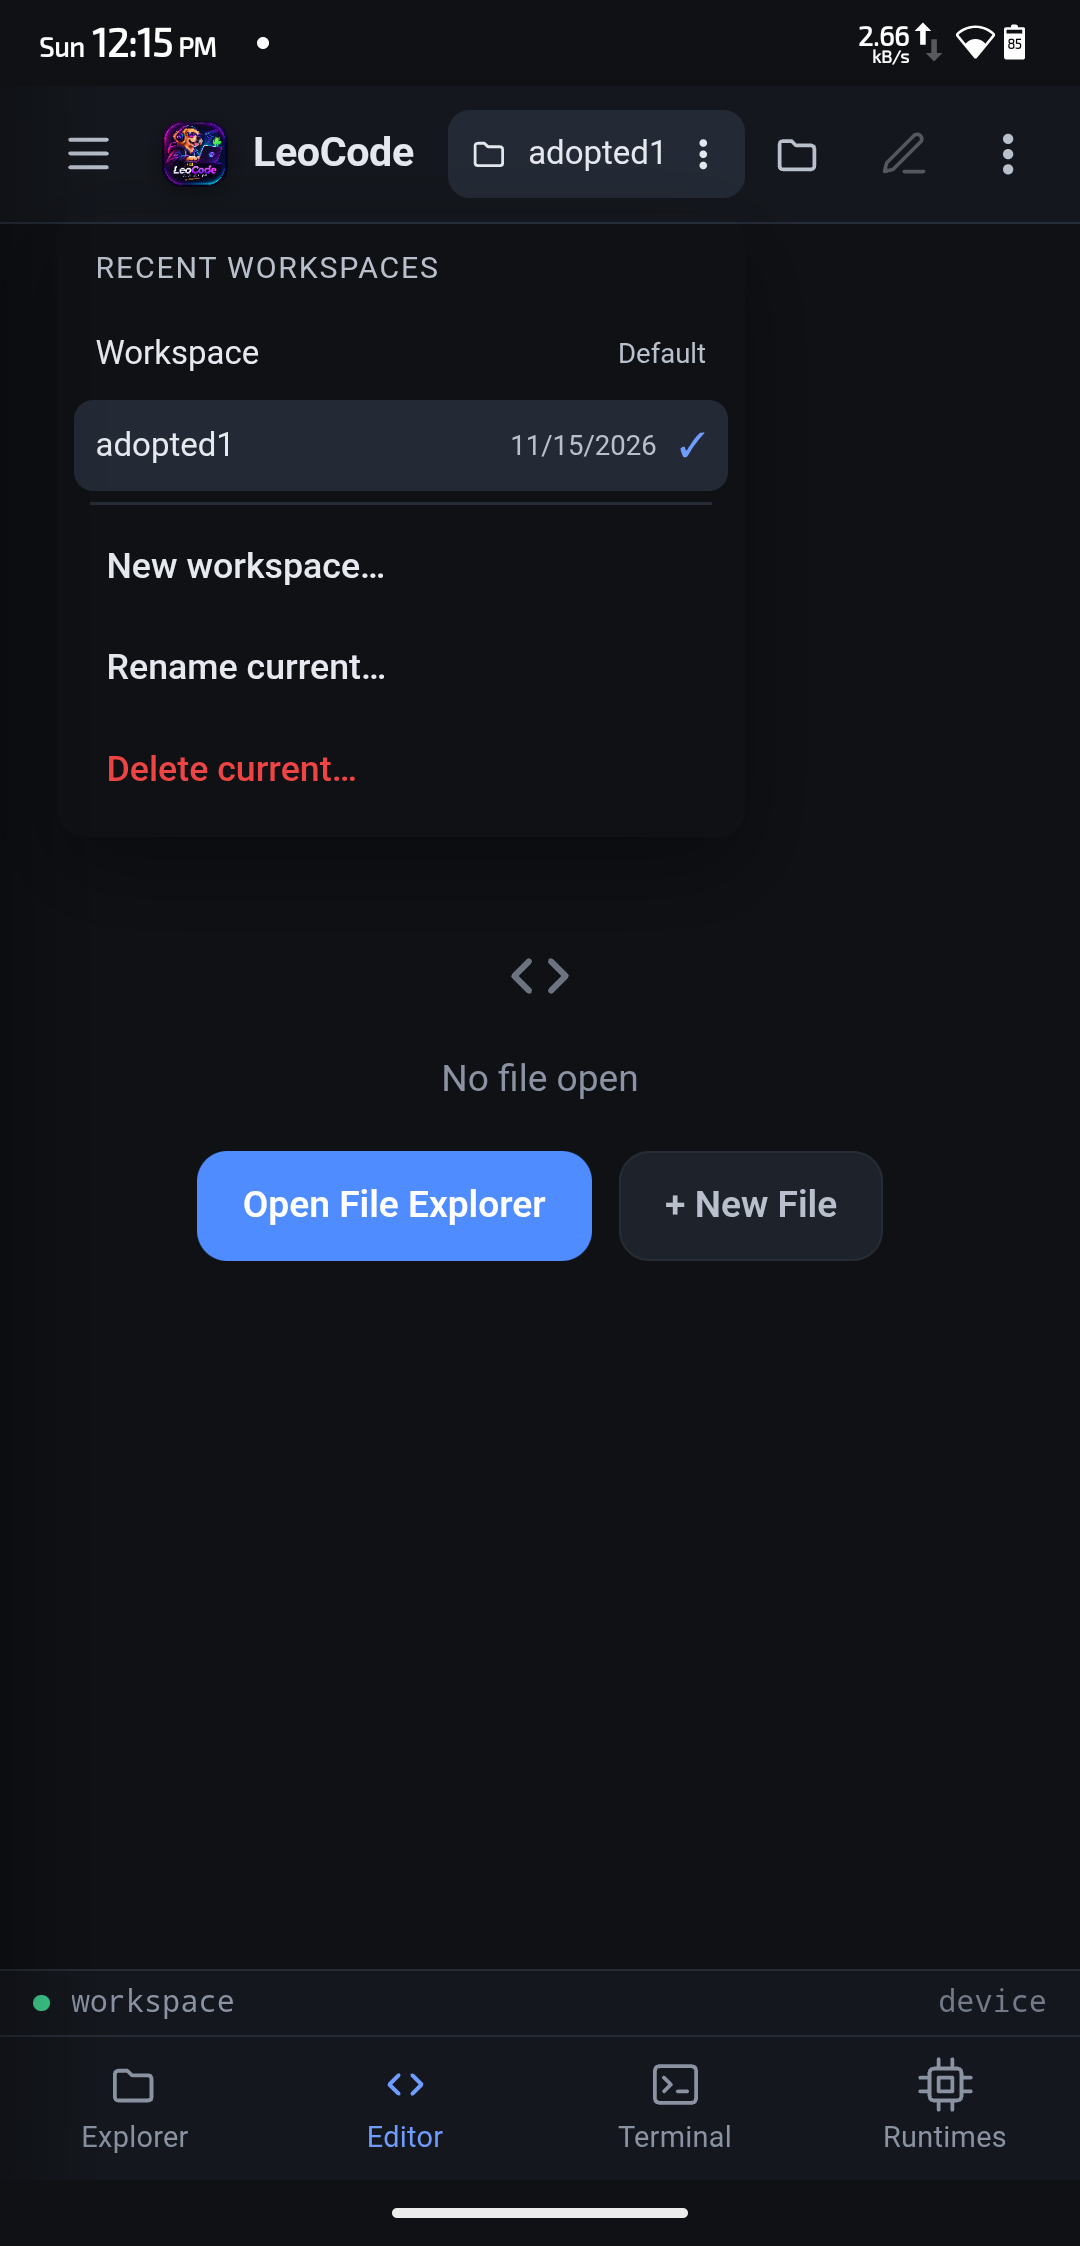 Sun 12:15 PM
2.66
kB/s
85
LeoCode
LeoCode
adopted1
RECENT WORKSPACES
Workspace Default
adopted1 11/15/2026 ✓
New workspace...
Rename current...
Delete current...
No file open
Open File Explorer
+ New File
workspace device
Explorer Editor Terminal Runtimes